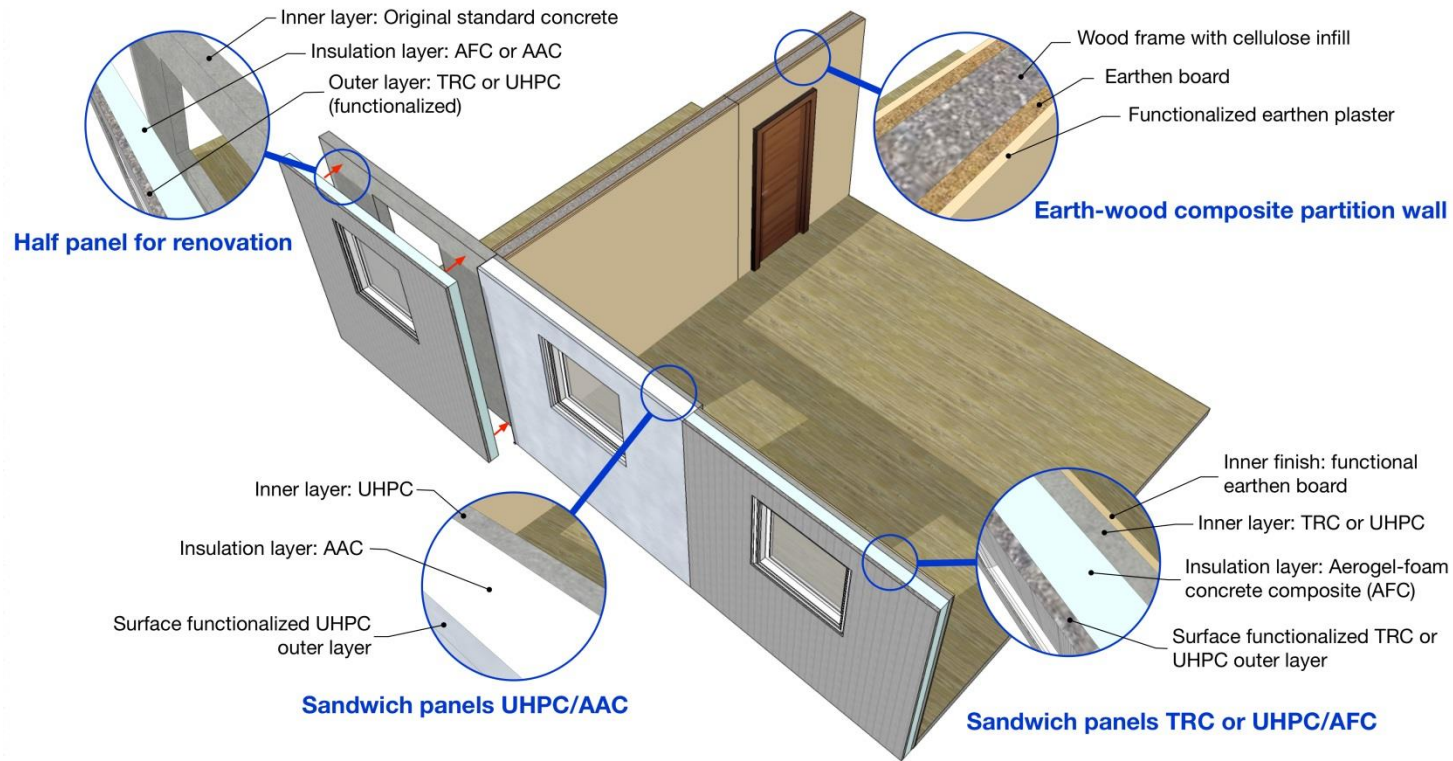 Inner layer: Original standard concrete
Insulation layer: AFC or AAC
Outer layer: TRC or UHPC
(functionalized)
Half panel for renovation
Wood frame with cellulose infill
Earthen board
Functionalized earthen plaster
Earth-wood composite partition wall
Inner layer: UHPC
Insulation layer: AAC
Surface functionalized UHPC
outer layer
Sandwich panels UHPC/AAC
Inner finish: functional
earthen board
Inner layer: TRC or UHPC
Insulation layer: Aerogel-foam
concrete composite (AFC)
Surface functionalized TRC or
UHPC outer layer
Sandwich panels TRC or UHPC/AFC